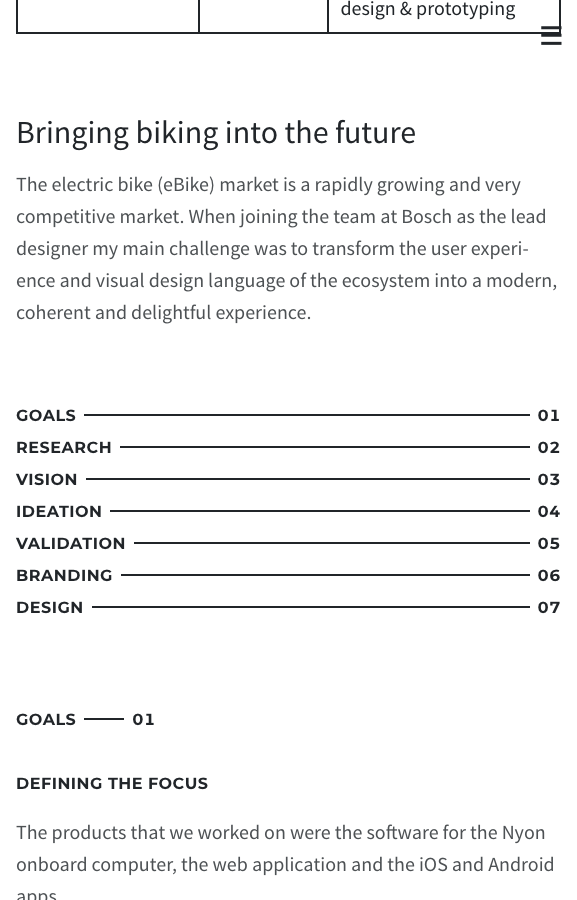 design & prototyping
Bringing biking into the future
The electric bike (eBike) market is a rapidly growing and very
competitive market. When joining the team at Bosch as the lead
designer my main challenge was to transform the user experi-
ence and visual design language of the ecosystem into a modern,
coherent and delightful experience.
GOALS 01
RESEARCH 02
VISION 03
IDEATION 04
VALIDATION 05
BRANDING 06
DESIGN 07
GOALS 01
DEFINING THE FOCUS
The products that we worked on were the software for the Nyon
onboard computer, the web application and the iOS and Android
apps.